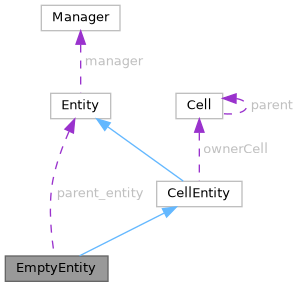 Manager
manager
Entity
Cell
parent
ownerCell
parent_entity
CellEntity
EmptyEntity